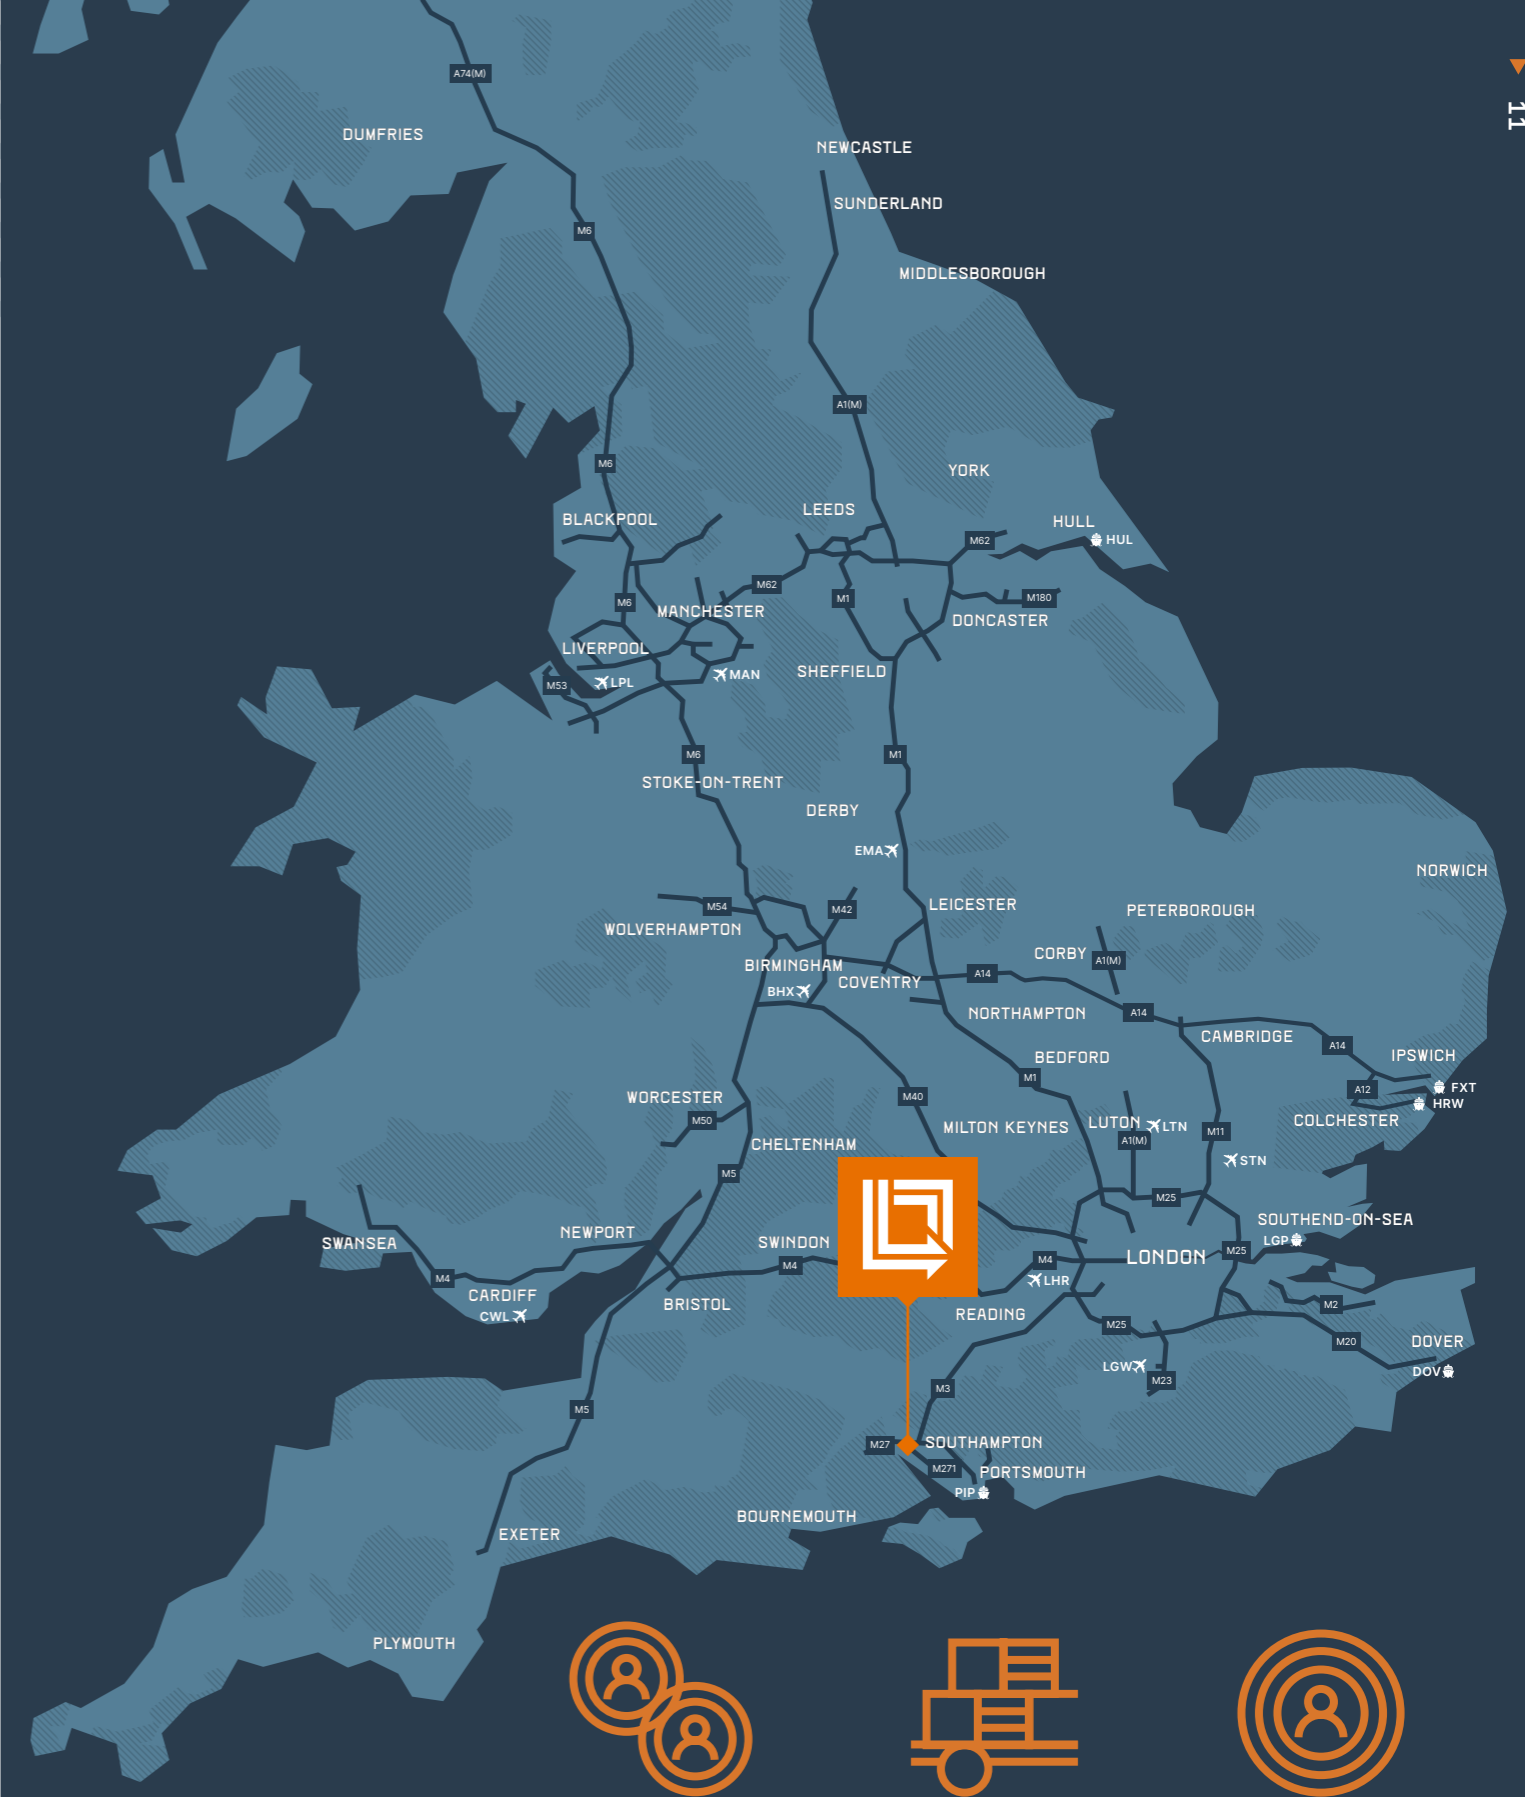 A74(M)
11
DUMFRIES
NEWCASTLE
SUNDERLAND
M6
MIDDLESBOROUGH
A1(M)
M6
YORK
LEEDS
BLACKPOOL
HULL
M62
HUL
M62
M6
M1
M180
MANCHESTER
DONCASTER
LIVERPOOL
SHEFFIELD
MAN
M53
LPL
M6
M1
STOKE-ON-TRENT
DERBY
EMA
NORWICH
M54
M42
LEICESTER
PETERBOROUGH
WOLVERHAMPTON
CORBY
A1(M)
BIRMINGHAM
A14
COVENTRY
BHX
NORTHAMPTON
A14
CAMBRIDGE
A14
BEDFORD
IPSWICH
M1
FXT
A12
WORCESTER
M40
HRW
M50
COLCHESTER
MILTON KEYNES
LUTON
LTN
M11
A1(M)
CHELTENHAM
STN
M5
M25
SOUTHEND-ON-SEA
NEWPORT
SWANSEA
SWINDON
LGP
M25
LONDON
M4
M4
M4
LHR
CARDIFF
BRISTOL
M2
CWL
READING
M25
M20
DOVER
LGW
DOV
M23
M3
M5
M27
SOUTHAMPTON
M271
PORTSMOUTH
PIP
BOURNEMOUTH
EXETER
PLYMOUTH